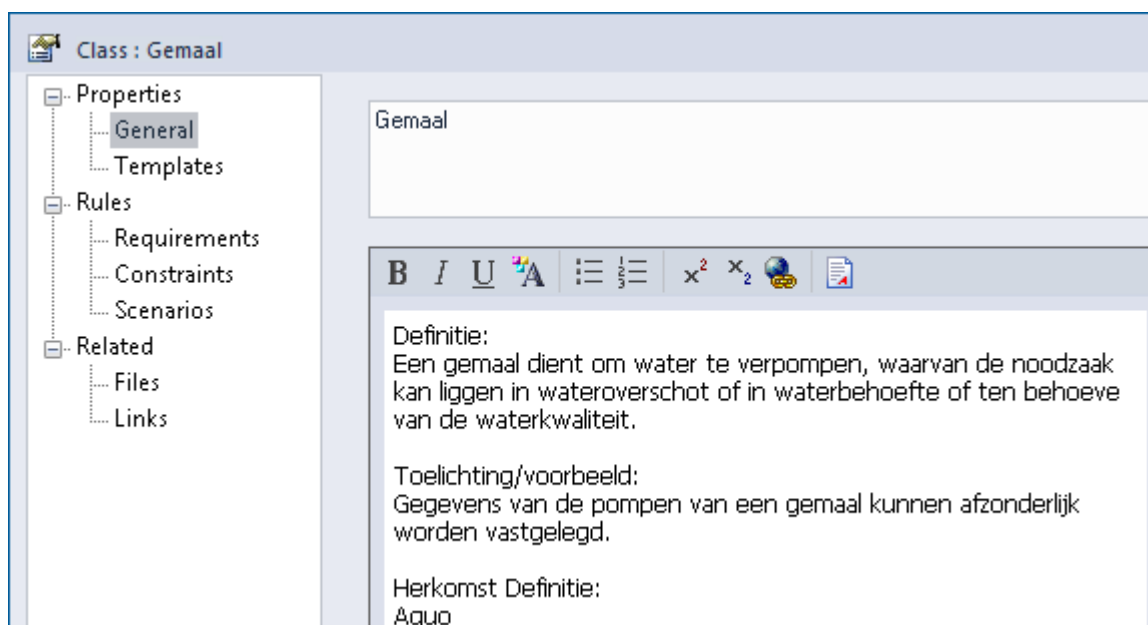 Class : Gemaal
Properties
General
Templates
Rules
Requirements
Constraints
Scenarios
Related
Files
Links
Gemaal
B I U A x² x₂
Definitie:
Een gemaal dient om water te verpompen, waarvan de noodzaak
kan liggen in wateroverschot of in waterbehoefte of ten behoeve
van de waterkwaliteit.
Toelichting/voorbeeld:
Gegevens van de pompen van een gemaal kunnen afzonderlijk
worden vastgelegd.
Herkomst Definitie:
Aquo